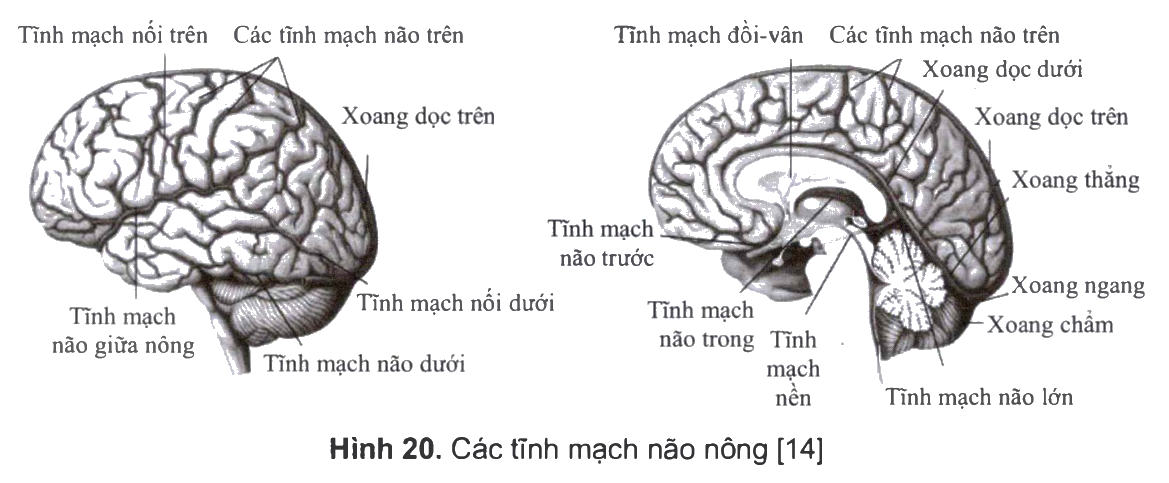 Tĩnh mạch nối trên
Các tĩnh mạch não trên
Xoang dọc trên
Tĩnh mạch
não giữa nông
Tĩnh mạch nối dưới
Tĩnh mạch não dưới
Tĩnh mạch đồi-vân
Các tĩnh mạch não trên
Xoang dọc dưới
Xoang dọc trên
Xoang thẳng
Tĩnh mạch
não trước
Xoang ngang
Xoang chẩm
Tĩnh mạch
não trong
Tĩnh
mạch
nền
Tĩnh mạch não lớn
Hình 20. Các tĩnh mạch não nông [14]